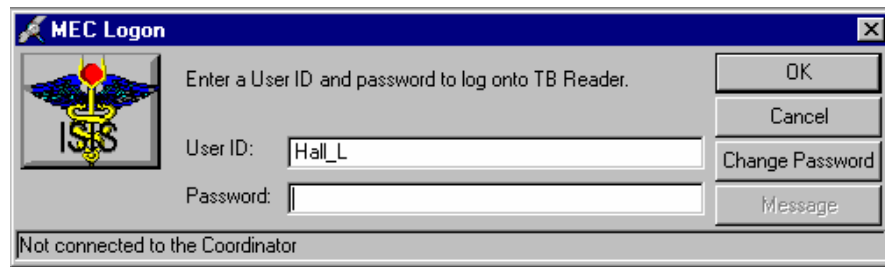 MEC Logon
Enter a User ID and password to log onto TB Reader.
OK
Cancel
ISIS
User ID: Hall_L
Change Password
Password:
Message
Not connected to the Coordinator